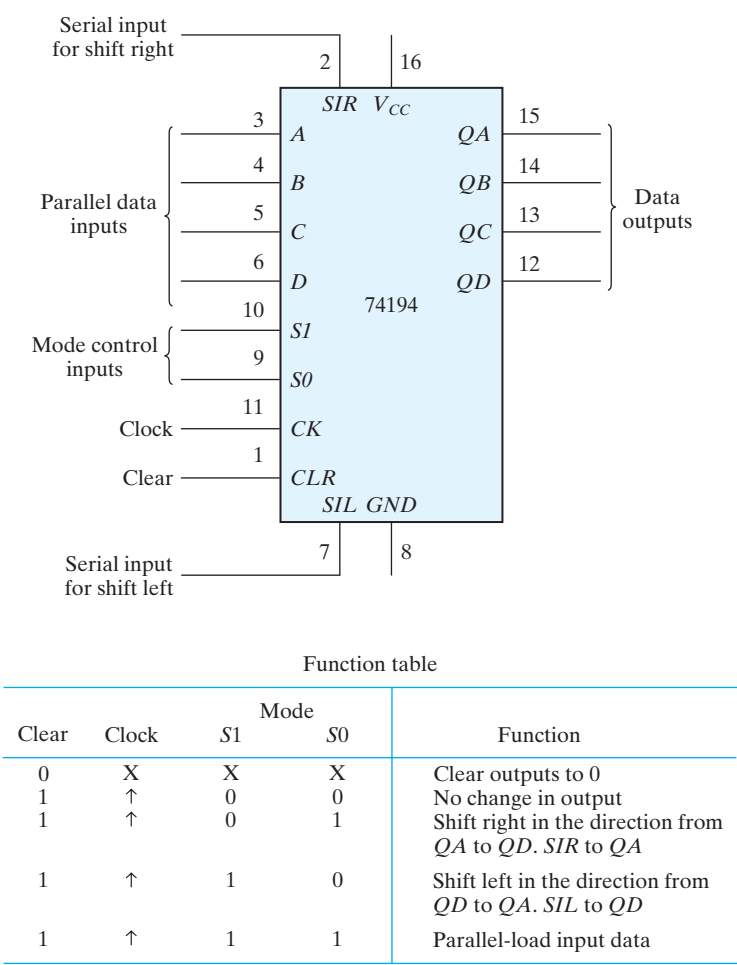 Serial input
for shift right
2
16
SIR VCC
3
A
QA
15
4
B
QB
14
Parallel data
inputs
5
C
QC
13
Data
outputs
6
D
QD
12
74194
10
S1
Mode control
inputs
9
S0
11
Clock
CK
1
Clear
CLR
SIL GND
7
8
Serial input
for shift left
Function table
Mode
Clear Clock S1 S0 Function
0 X X X Clear outputs to 0
1 ↑ 0 0 No change in output
1 ↑ 0 1 Shift right in the direction from
QA to QD. SIR to QA
1 ↑ 1 0 Shift left in the direction from
QD to QA. SIL to QD
1 ↑ 1 1 Parallel-load input data